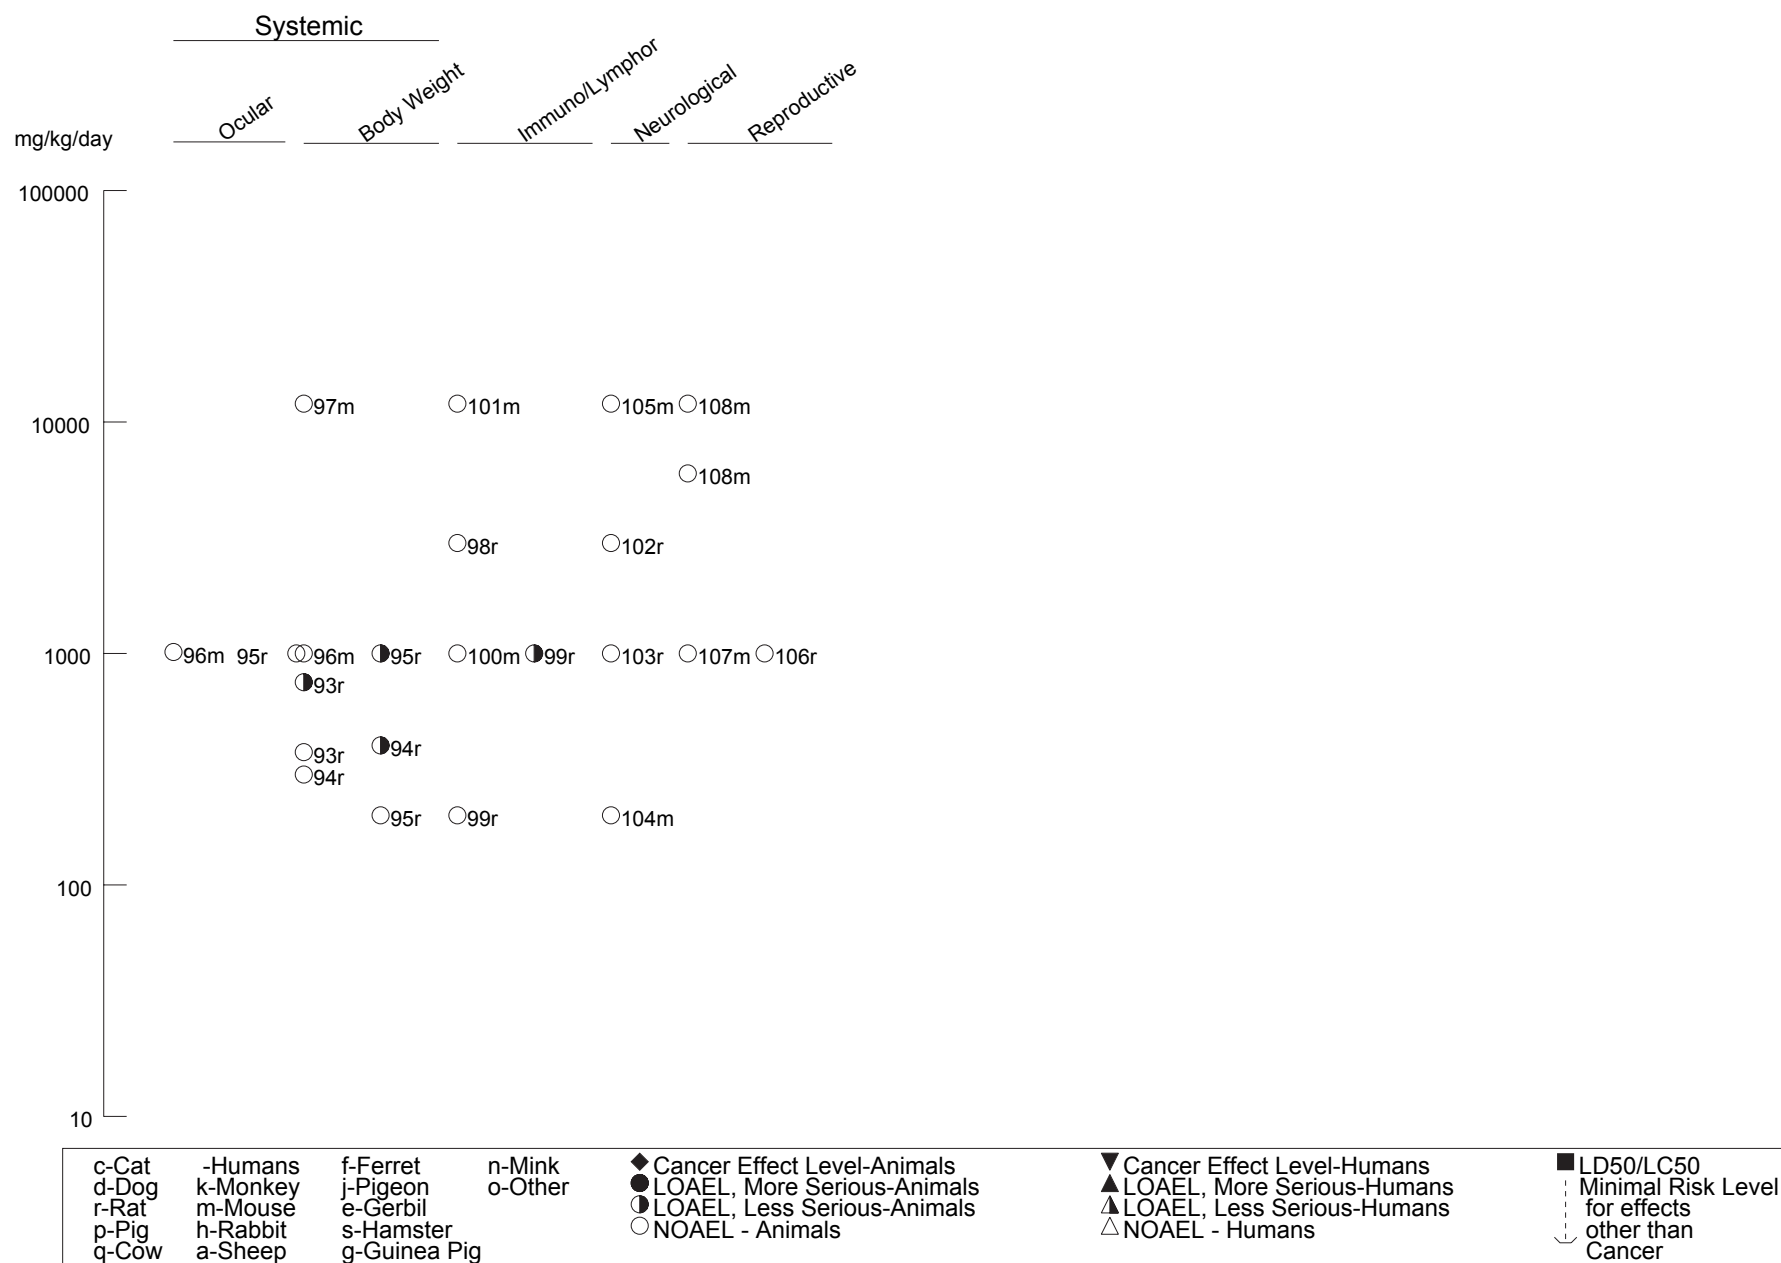 Systemic
Ocular
Body Weight
Immuno/Lymphor
Neurological
Reproductive
mg/kg/day
100000
97m 101m 105m 108m
10000
108m
98r 102r
1000 96m 95r 96m 95r 100m 99r 103r 107m 106r
93r
94r
93r
94r
95r 99r 104m
100
10
c-Cat -Humans f-Ferret n-Mink Cancer Effect Level-Animals Cancer Effect Level-Humans LD50/LC50
d-Dog k-Monkey j-Pigeon o-Other LOAEL, More Serious-Animals LOAEL, More Serious-Humans Minimal Risk Level
r-Rat m-Mouse e-Gerbil LOAEL, Less Serious-Animals LOAEL, Less Serious-Humans for effects
p-Pig h-Rabbit s-Hamster NOAEL - Animals NOAEL - Humans other than
q-Cow a-Sheep g-Guinea Pig Cancer